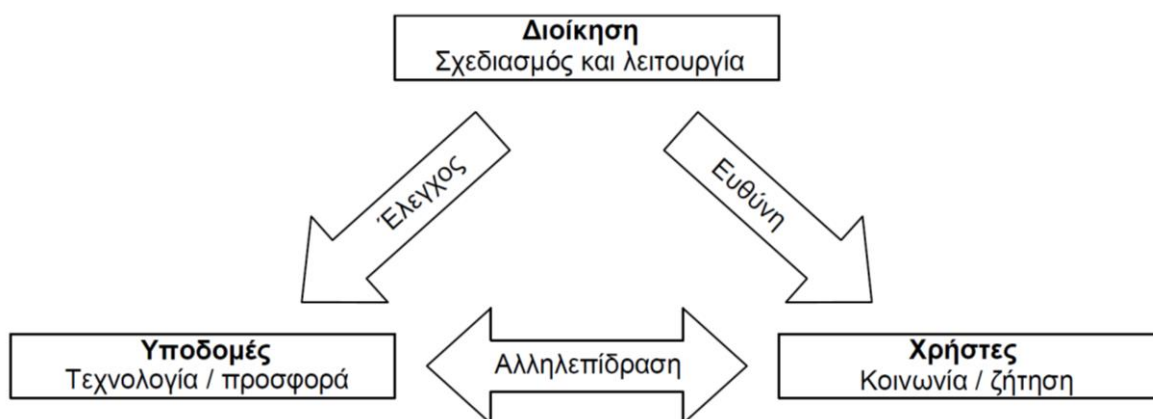 Διοίκηση
Σχεδιασμός και λειτουργία
Έλεγχος
Ευθύνη
Υποδομές
Τεχνολογία / προσφορά
Αλληλεπίδραση
Χρήστες
Κοινωνία / ζήτηση